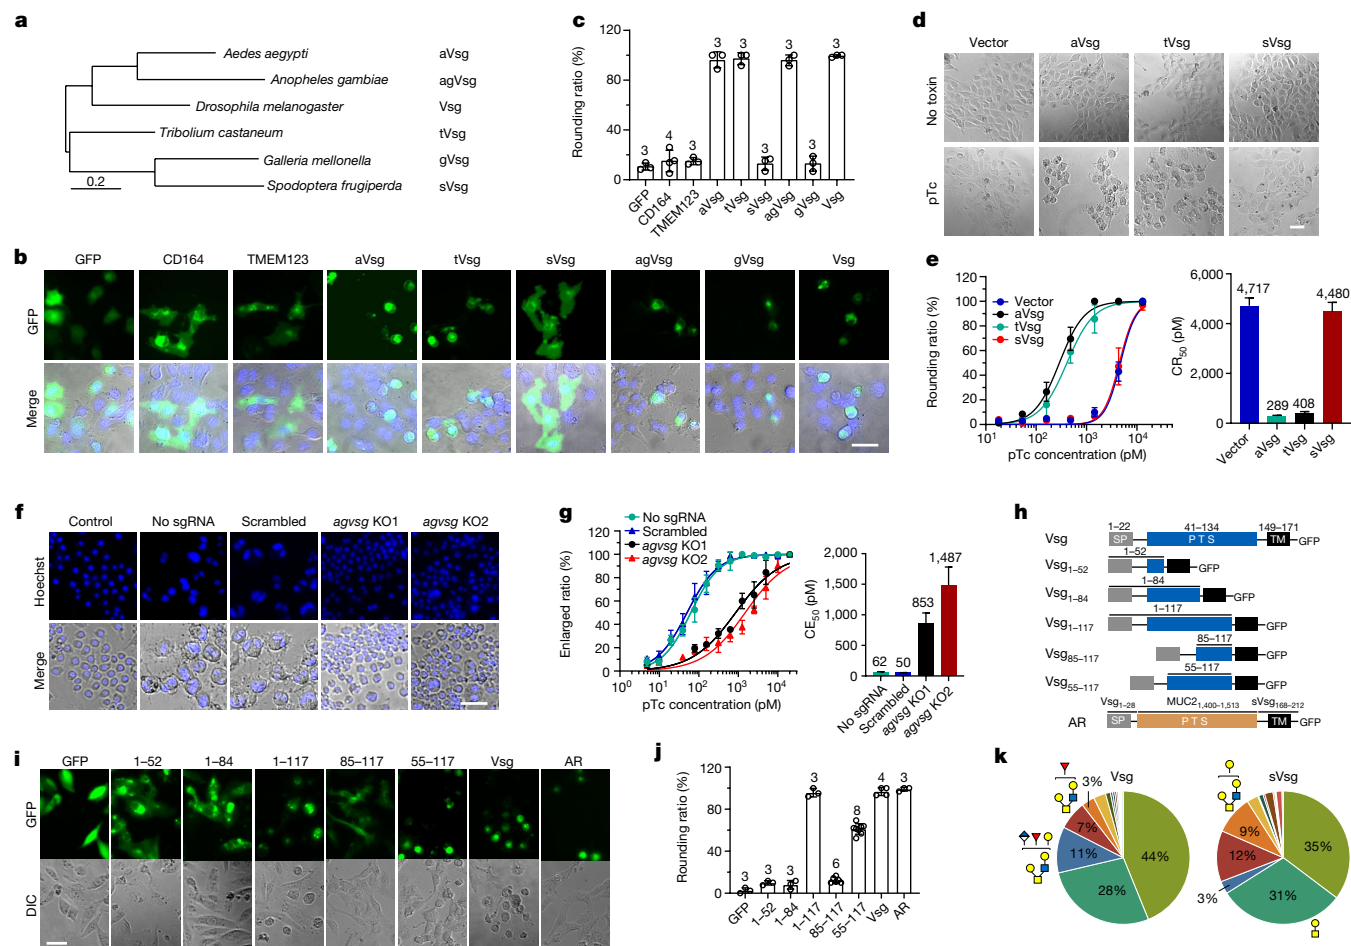 a
Aedes aegypti aVsg
Anopheles gambiae agVsg
Drosophila melanogaster Vsg
Tribolium castaneum tVsg
Galleria mellonella gVsg
Spodoptera frugiperda sVsg
0.2
b
GFP CD164 TMEM123 aVsg tVsg sVsg agVsg gVsg Vsg
GFP
Merge
c
Rounding ratio (%)
120
80
40
0
3 4 3 3 3 3 3 3 3
GFP CD164 TMEM123 aVsg tVsg sVsg agVsg gVsg Vsg
d
Vector aVsg tVsg sVsg
No toxin
pTc
e
Rounding ratio (%)
120
100
80
60
40
20
0
Vector
aVsg
tVsg
sVsg
10¹ 10² 10³ 10⁴
pTc concentration (pM)
CR₅₀ (pM)
6,000
4,000
2,000
0
4,717 289 408 4,480
Vector aVsg tVsg sVsg
f
Control No sgRNA Scrambled agvsg KO1 agvsg KO2
Hoechst
Merge
g
No sgRNA
Scrambled
agvsg KO1
agvsg KO2
Enlarged ratio (%)
120
100
80
60
40
20
0
10⁰ 10¹ 10² 10³ 10⁴
pTc concentration (pM)
CE₅₀ (pM)
2,000
1,500
1,000
500
0
62 50 853 1,487
No sgRNA Scrambled agvsg KO1 agvsg KO2
h
1–22 41–134 149–171
Vsg SP P T S TM GFP
1–52
Vsg₁₋₅₂ GFP
1–84
Vsg₁₋₈₄ GFP
1–117
Vsg₁₋₁₁₇ GFP
85–117
Vsg₈₅₋₁₁₇ GFP
55–117
Vsg₅₅₋₁₁₇ GFP
Vsg₁₋₂₈ MUC2₁,₄₀₀₋₁,₅₁₃ sVsg₁₆₈₋₂₁₂
AR SP P T S TM GFP
i
GFP 1–52 1–84 1–117 85–117 55–117 Vsg AR
GFP
DIC
j
Rounding ratio (%)
120
80
40
0
3 3 3 3 6 8 4 3
GFP 1–52 1–84 1–117 85–117 55–117 Vsg AR
k
Vsg
3%
7%
11%
28%
44%
sVsg
9%
12%
3%
31%
35%